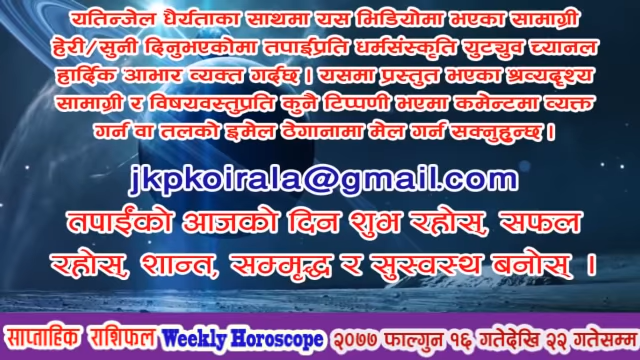 यतिन्जेल धैर्यताका साथमा यस भिडियोमा भएका सामाग्री
हेरी/सुनी दिनुभएकोमा तपाईंप्रति धर्मसंस्कृति युट्युव च्यानल
हार्दिक आभार व्यक्त गर्दछ । यसमा प्रस्तुत भएका श्रव्यदृश्य
सामाग्री र विषयवस्तुप्रति कुनै टिप्पणी भएमा कमेन्टमा व्यक्त
गर्न वा तलको इमेल ठेगानामा मेल गर्न सक्नुहुन्छ ।
jkpkoirala@gmail.com
तपाईंको आजको दिन शुभ रहोस्, सफल
रहोस्, शान्त, सम्मृद्ध र सुस्वस्थ बनोस् ।
साप्ताहिक राशिफल Weekly Horoscope २०७७ फाल्गुन १६ गतेदेखि २२ गतेसम्म